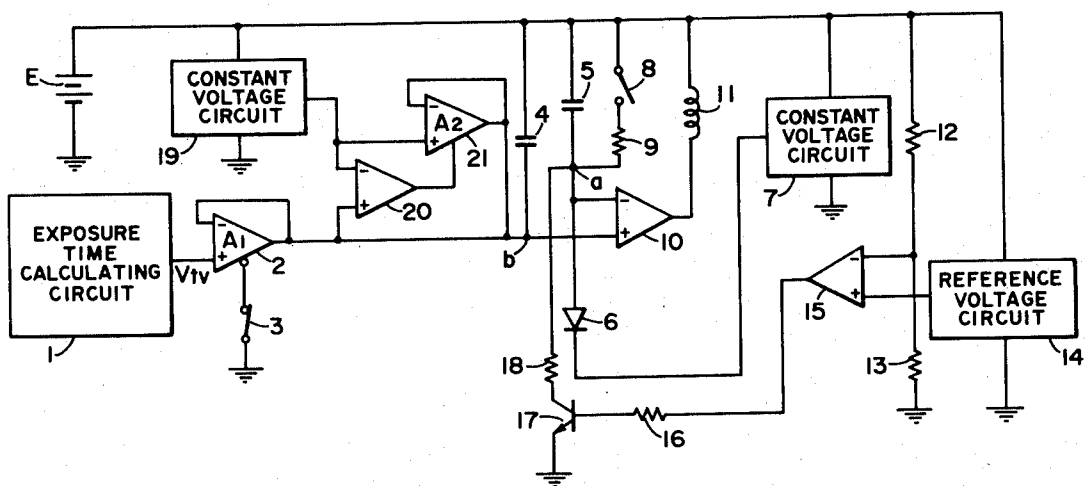 E
CONSTANT
VOLTAGE
CIRCUIT
19
- A2
+
21
-
+
20
4
5
8
9
a
11
CONSTANT
VOLTAGE
CIRCUIT
7
12
EXPOSURE
TIME
CALCULATING
CIRCUIT
1
Vtv
- A1
+
2
3
b
-
+
10
6
-
+
15
REFERENCE
VOLTAGE
CIRCUIT
14
13
18
17
16